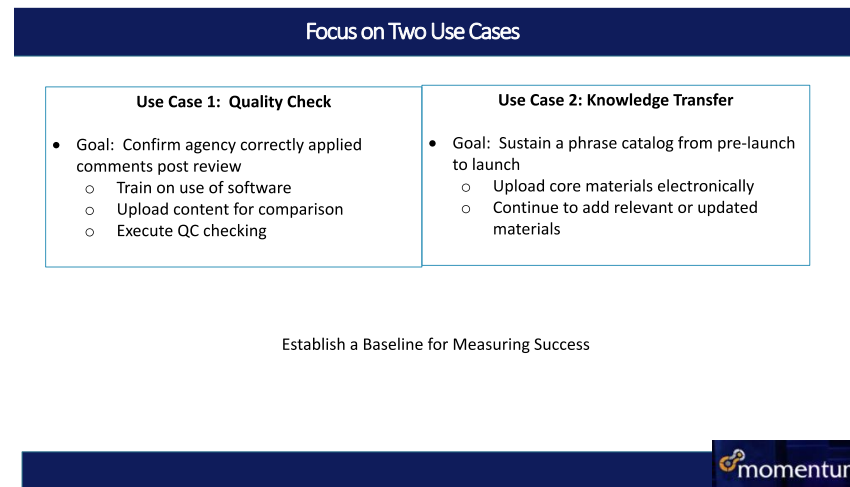 Focus on Two Use Cases
Use Case 1:  Quality Check
• Goal:  Confirm agency correctly applied
comments post review
o Train on use of software
o Upload content for comparison
o Execute QC checking
Use Case 2: Knowledge Transfer
• Goal:  Sustain a phrase catalog from pre-launch
to launch
o Upload core materials electronically
o Continue to add relevant or updated
materials
Establish a Baseline for Measuring Success
momentum